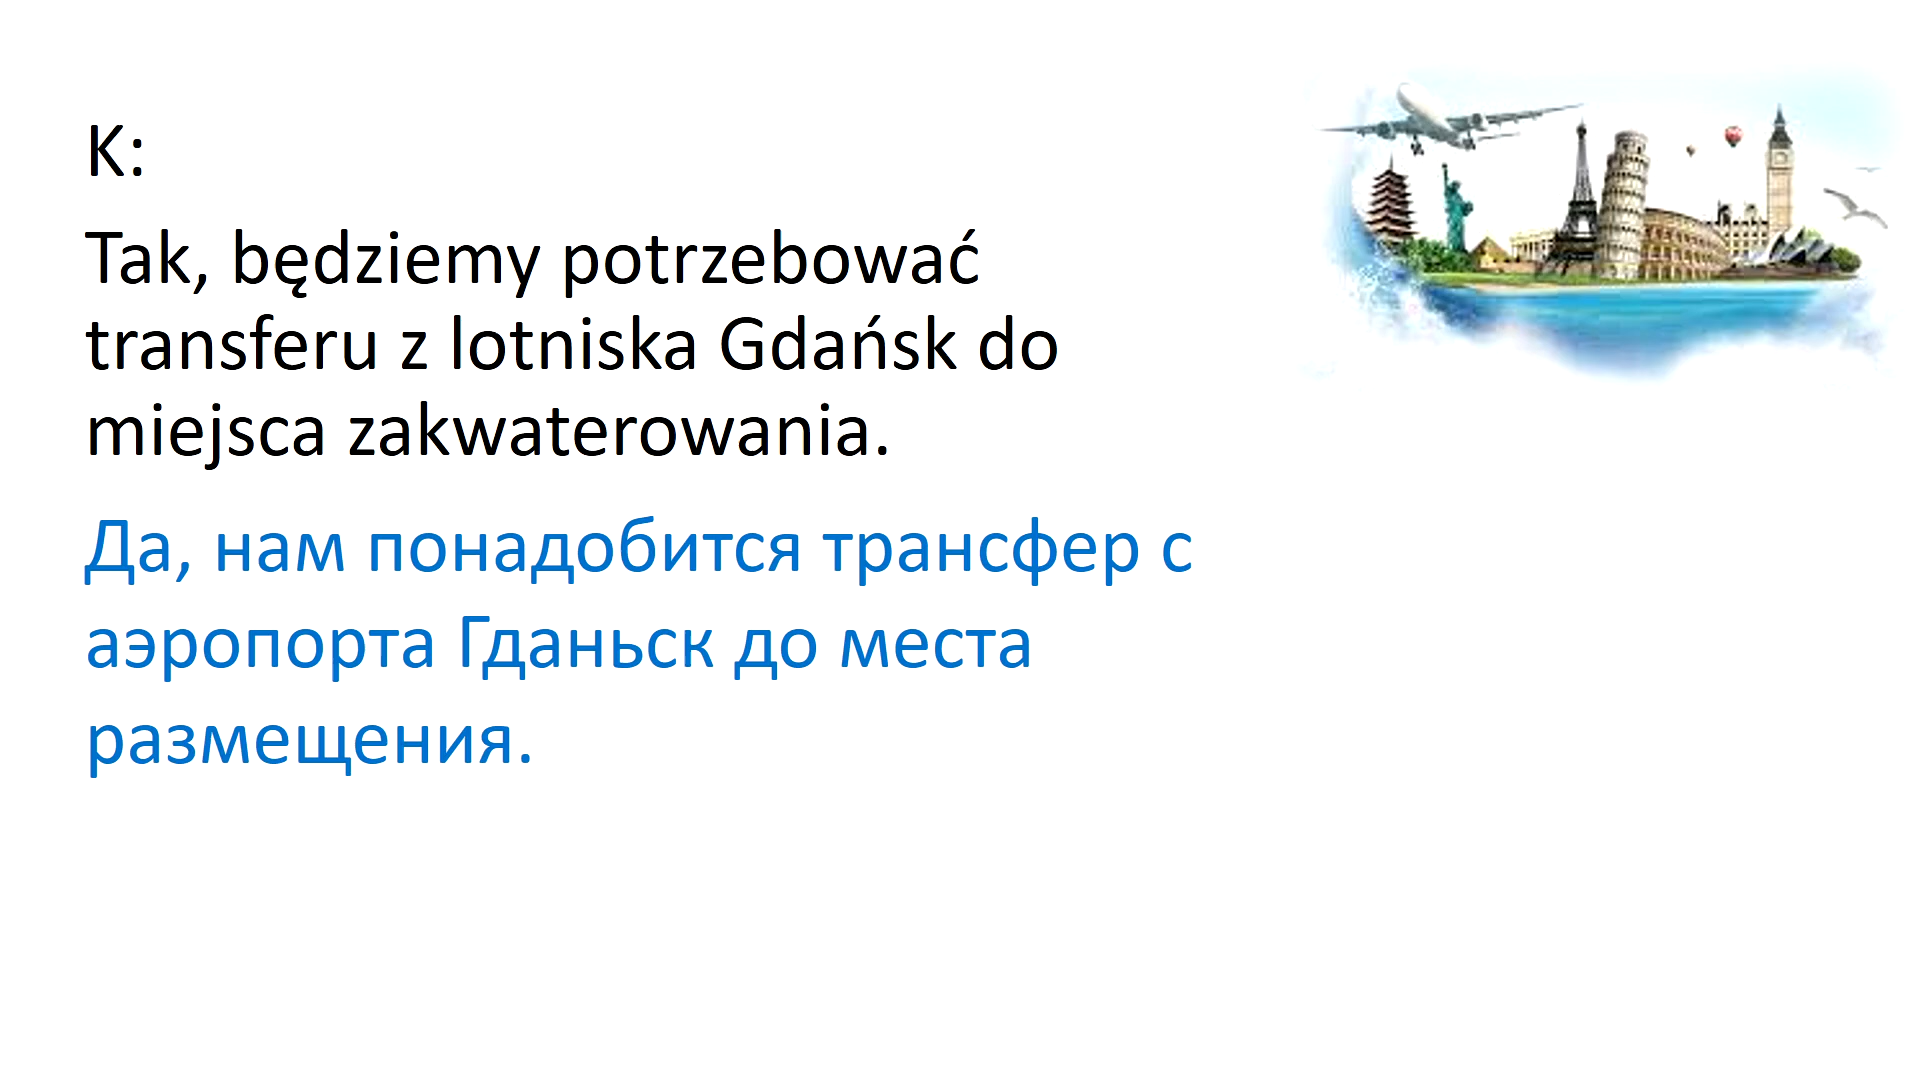 K:
Tak, będziemy potrzebować
transferu z lotniska Gdańsk do
miejsca zakwaterowania.
Да, нам понадобится трансфер с
аэропорта Гданьск до места
размещения.